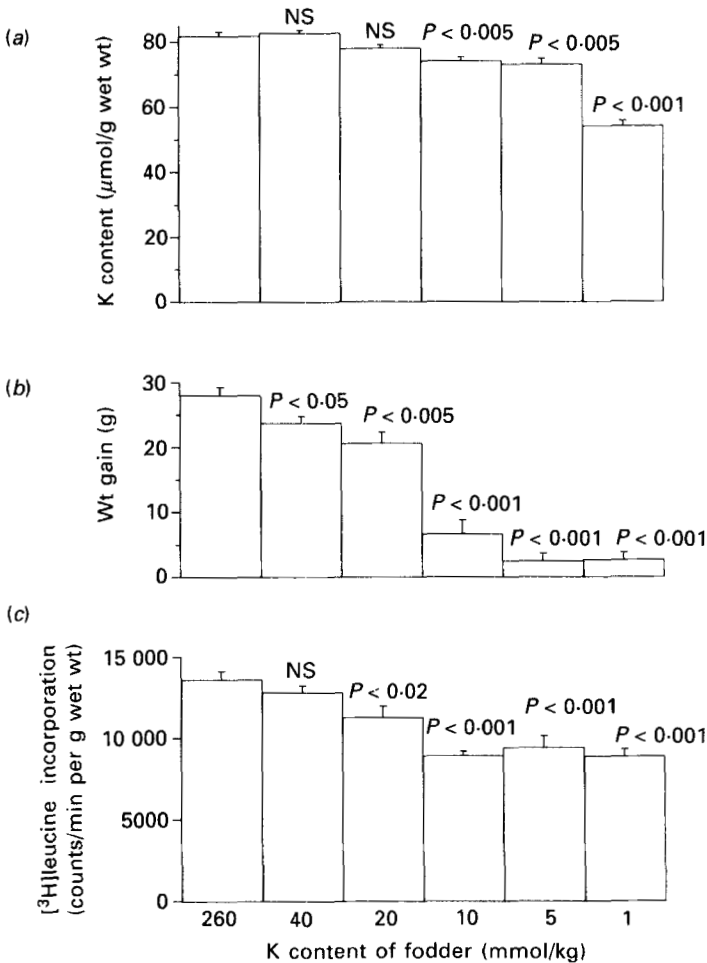 (a)
K content (μmol/g wet wt)
80
60
40
20
0
NS
NS
P < 0·005
P < 0·005
P < 0·001
(b)
Wt gain (g)
30
20
10
0
P < 0·05
P < 0·005
P < 0·001
P < 0·001
P < 0·001
(c)
[³H]leucine incorporation
(counts/min per g wet wt)
15 000
10 000
5000
0
NS
P < 0·02
P < 0·001
P < 0·001
P < 0·001
260 40 20 10 5 1
K content of fodder (mmol/kg)